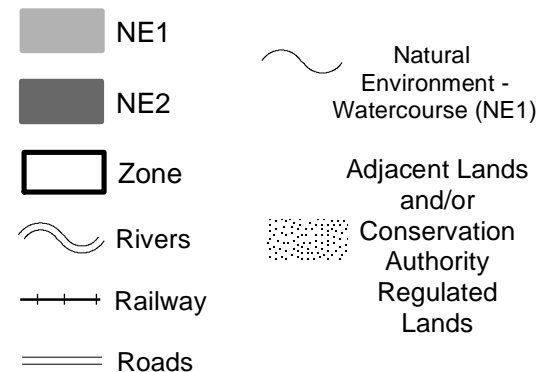 NE1
NE2
Zone
Rivers
Railway
Roads
Natural
Environment -
Watercourse (NE1)
Adjacent Lands
and/or
Conservation
Authority
Regulated
Lands